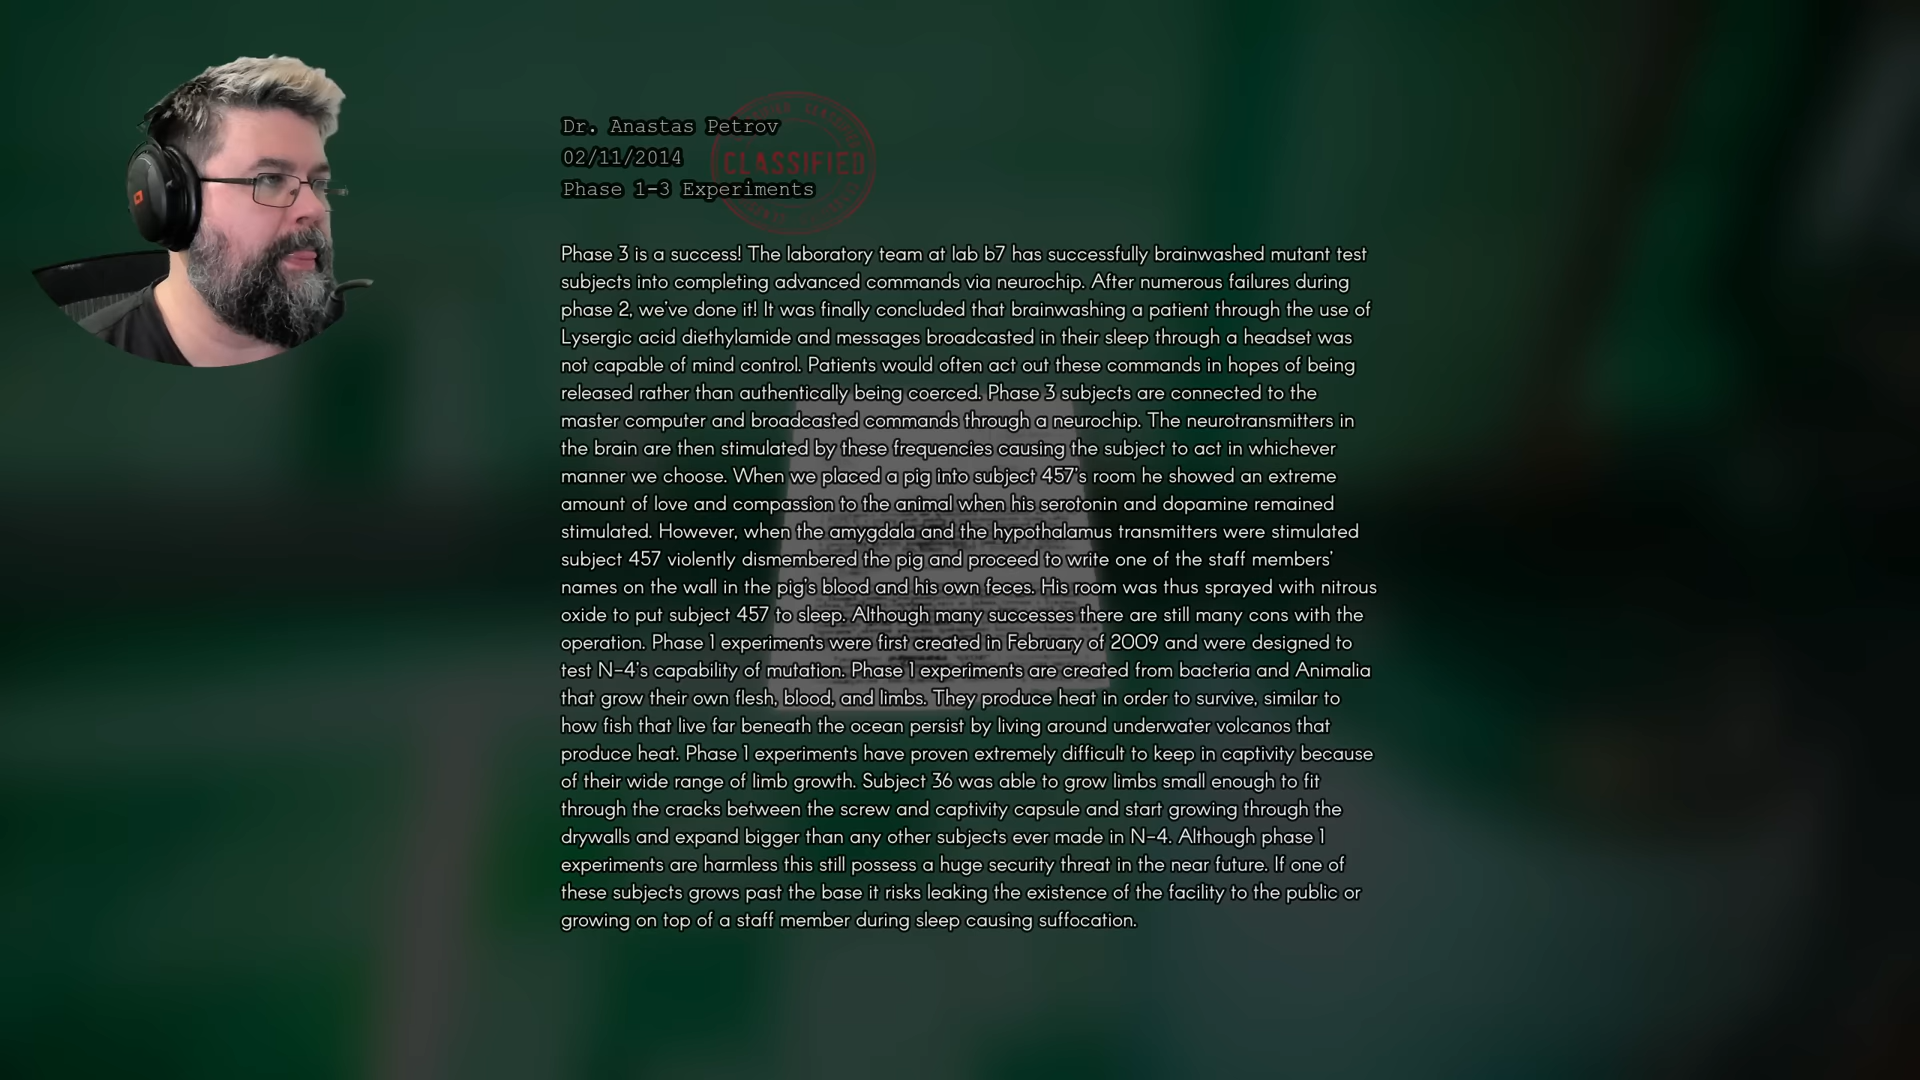 Dr. Anastas Petrov
02/11/2014
CLASSIFIED
Phase 1-3 Experiments
Phase 3 is a success! The laboratory team at lab b7 has successfully brainwashed mutant test
subjects into completing advanced commands via neurochip. After numerous failures during
phase 2, we've done it! It was finally concluded that brainwashing a patient through the use of
Lysergic acid diethylamide and messages broadcasted in their sleep through a headset was
not capable of mind control. Patients would often act out these commands in hopes of being
released rather than authentically being coerced. Phase 3 subjects are connected to the
master computer and broadcasted commands through a neurochip. The neurotransmitters in
the brain are then stimulated by these frequencies causing the subject to act in whichever
manner we choose. When we placed a pig into subject 457's room he showed an extreme
amount of love and compassion to the animal when his serotonin and dopamine remained
stimulated. However, when the amygdala and the hypothalamus transmitters were stimulated
subject 457 violently dismembered the pig and proceed to write one of the staff members'
names on the wall in the pig's blood and his own feces. His room was thus sprayed with nitrous
oxide to put subject 457 to sleep. Although many successes there are still many cons with the
operation. Phase 1 experiments were first created in February of 2009 and were designed to
test N-4's capability of mutation. Phase 1 experiments are created from bacteria and Animalia
that grow their own flesh, blood, and limbs. They produce heat in order to survive, similar to
how fish that live far beneath the ocean persist by living around underwater volcanos that
produce heat. Phase 1 experiments have proven extremely difficult to keep in captivity because
of their wide range of limb growth. Subject 36 was able to grow limbs small enough to fit
through the cracks between the screw and captivity capsule and start growing through the
drywalls and expand bigger than any other subjects ever made in N-4. Although phase 1
experiments are harmless this still possess a huge security threat in the near future. If one of
these subjects grows past the base it risks leaking the existence of the facility to the public or
growing on top of a staff member during sleep causing suffocation.